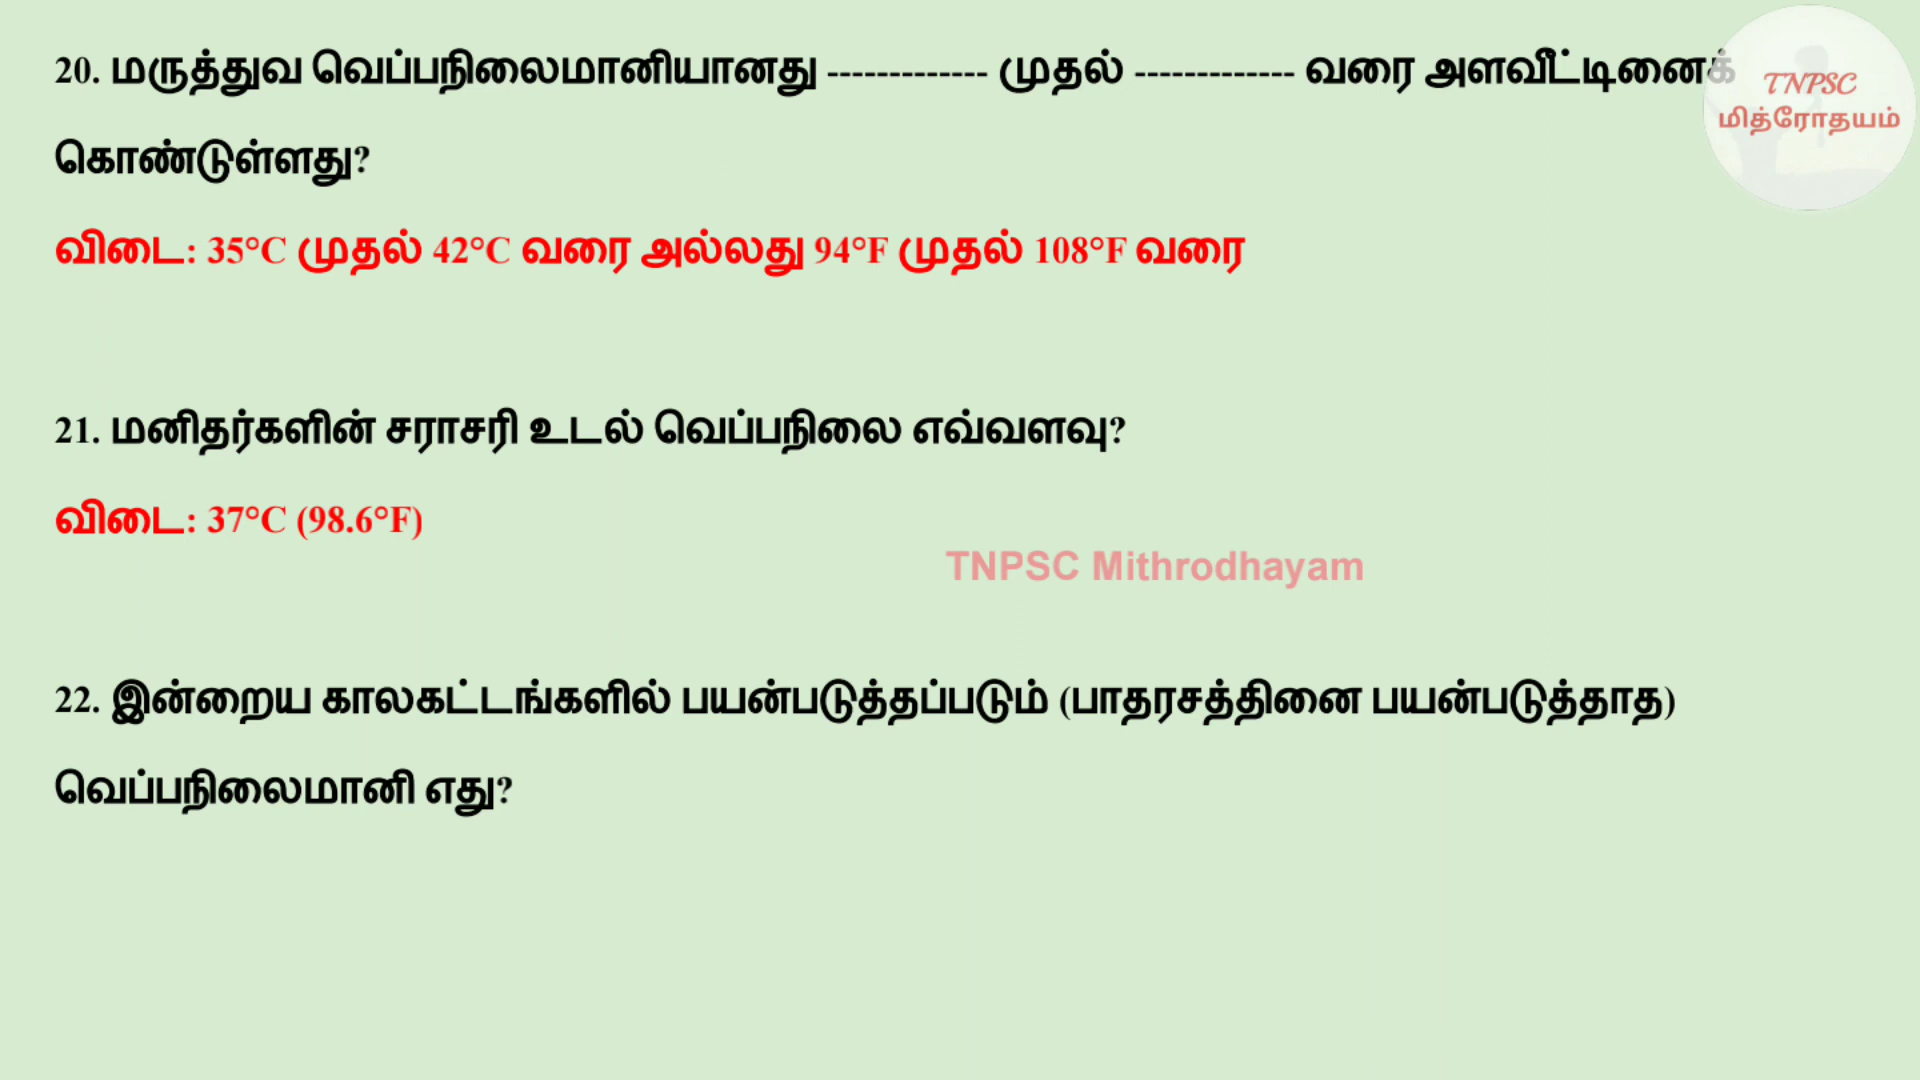 20. மருத்துவ வெப்பநிலைமானியானது ------------- முதல் ------------- வரை அளவீட்டினைக்
கொண்டுள்ளது?
விடை: 35°C முதல் 42°C வரை அல்லது 94°F முதல் 108°F வரை
21. மனிதர்களின் சராசரி உடல் வெப்பநிலை எவ்வளவு?
விடை: 37°C (98.6°F)
22. இன்றைய காலகட்டங்களில் பயன்படுத்தப்படும் (பாதரசத்தினை பயன்படுத்தாத)
வெப்பநிலைமானி எது?
TNPSC
மித்ரோதயம்
TNPSC Mithrodhayam